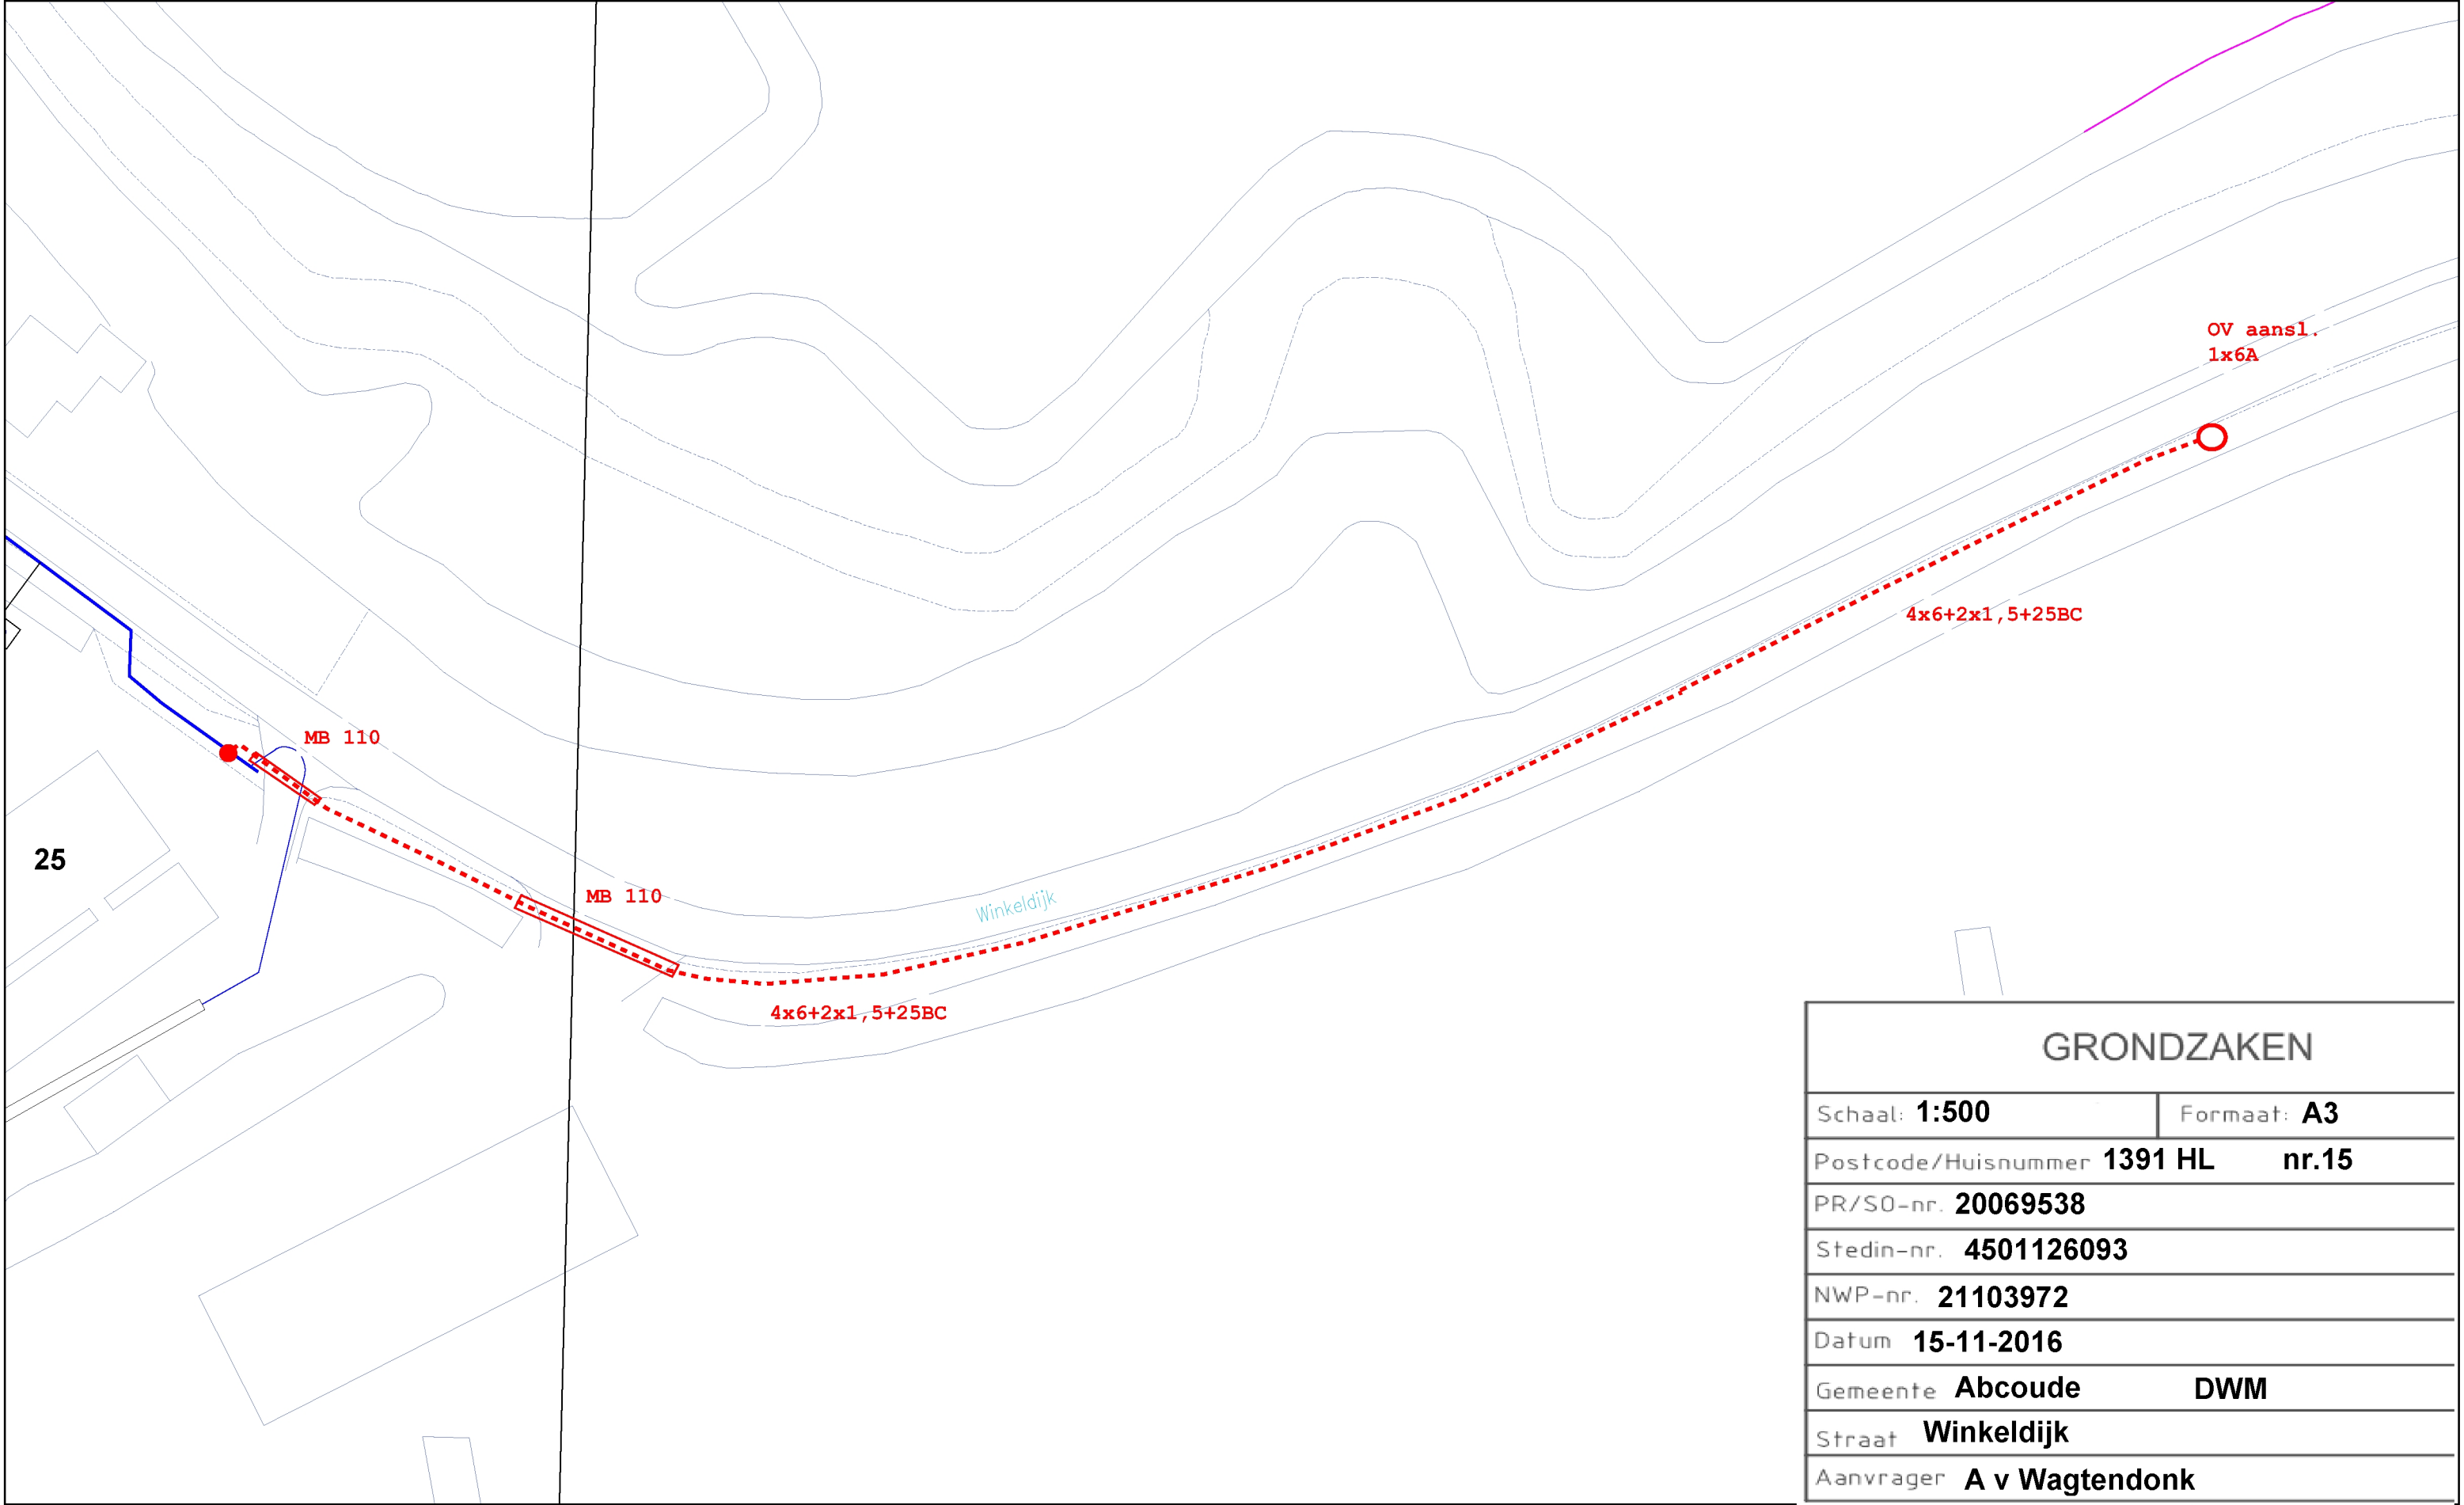 OV aansl.
1x6A
4x6+2x1,5+25BC
MB 110
25
MB 110
Winkeldijk
4x6+2x1,5+25BC
GRONDZAKEN
Schaal: 1:500 Formaat: A3
Postcode/Huisnummer 1391 HL nr.15
PR/SO-nr. 20069538
Stedin-nr. 4501126093
NWP-nr. 21103972
Datum 15-11-2016
Gemeente Abcoude DWM
Straat Winkeldijk
Aanvrager A v Wagtendonk